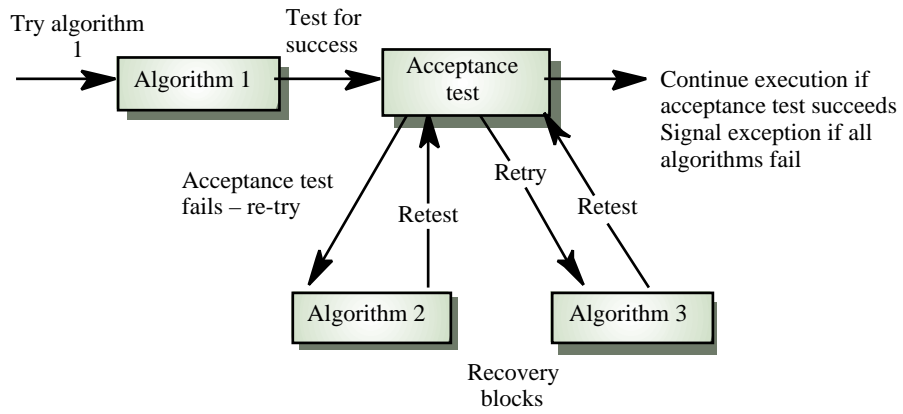 Try algorithm
1
Test for
success
Algorithm 1
Acceptance
test
Continue execution if
acceptance test succeeds
Signal exception if all
algorithms fail
Acceptance test
fails – re-try
Retest
Retry
Retest
Algorithm 2
Algorithm 3
Recovery
blocks